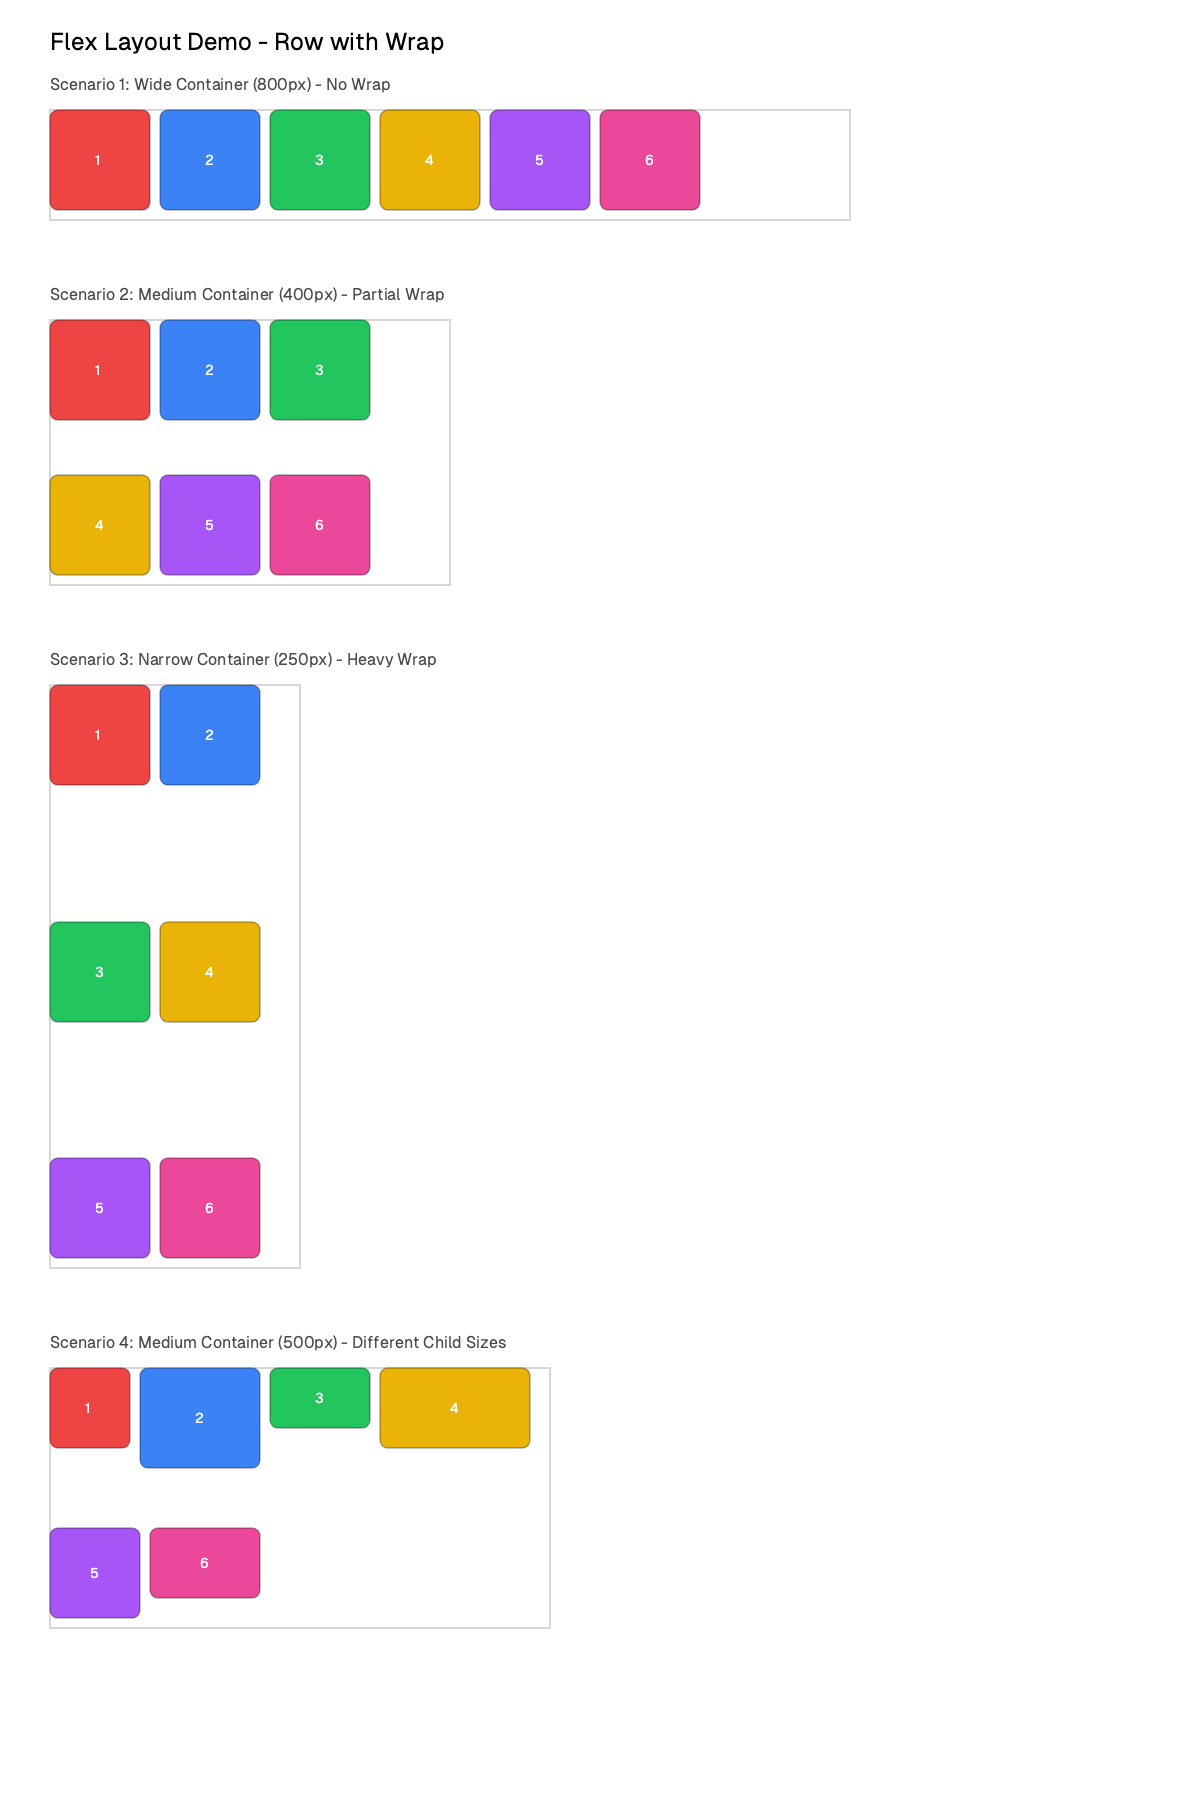 Flex Layout Demo - Row with Wrap
Scenario 1: Wide Container (800px) - No Wrap
1 2 3 4 5 6
Scenario 2: Medium Container (400px) - Partial Wrap
1 2 3
4 5 6
Scenario 3: Narrow Container (250px) - Heavy Wrap
1 2
3 4
5 6
Scenario 4: Medium Container (500px) - Different Child Sizes
1 2 3 4
5 6